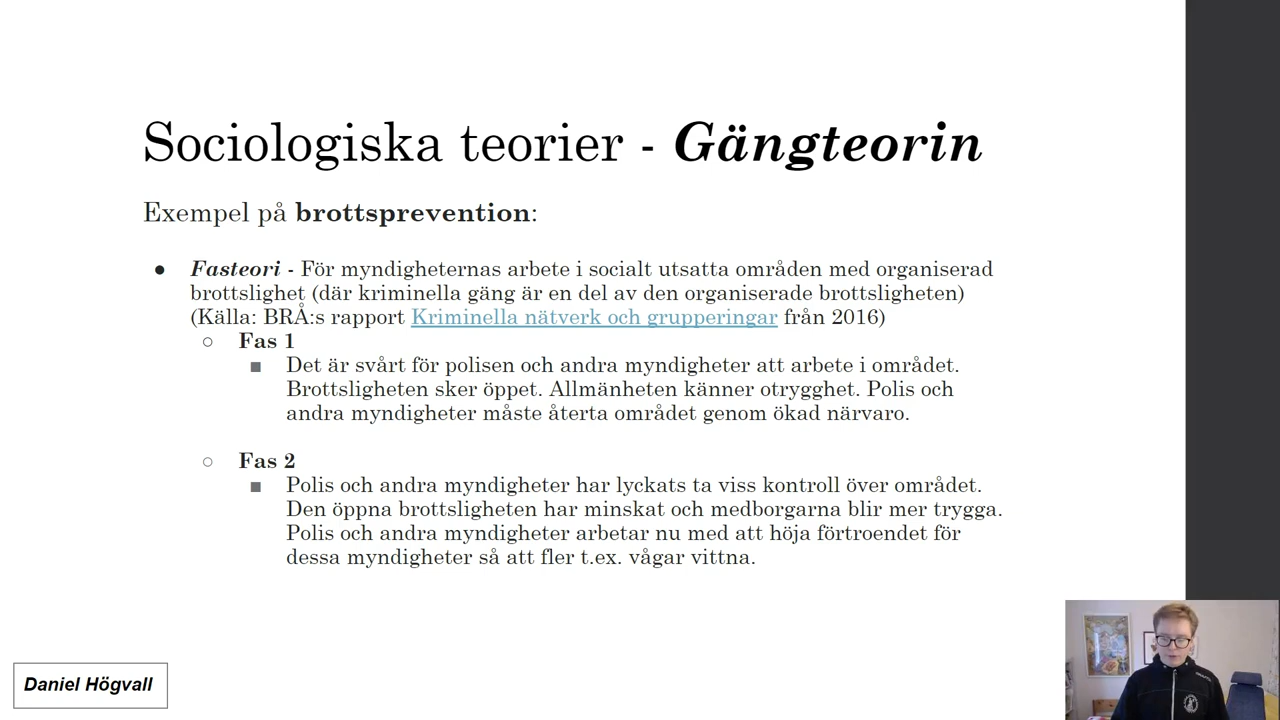 Sociologiska teorier - Gängteorin
Exempel på brottsprevention:
● Fasteori - För myndigheternas arbete i socialt utsatta områden med organiserad
brottslighet (där kriminella gäng är en del av den organiserade brottsligheten)
(Källa: BRÅ:s rapport Kriminella nätverk och grupperingar från 2016)
○ Fas 1
■ Det är svårt för polisen och andra myndigheter att arbete i området.
Brottsligheten sker öppet. Allmänheten känner otrygghet. Polis och
andra myndigheter måste återta området genom ökad närvaro.
○ Fas 2
■ Polis och andra myndigheter har lyckats ta viss kontroll över området.
Den öppna brottsligheten har minskat och medborgarna blir mer trygga.
Polis och andra myndigheter arbetar nu med att höja förtroendet för
dessa myndigheter så att fler t.ex. vågar vittna.
Daniel Högvall